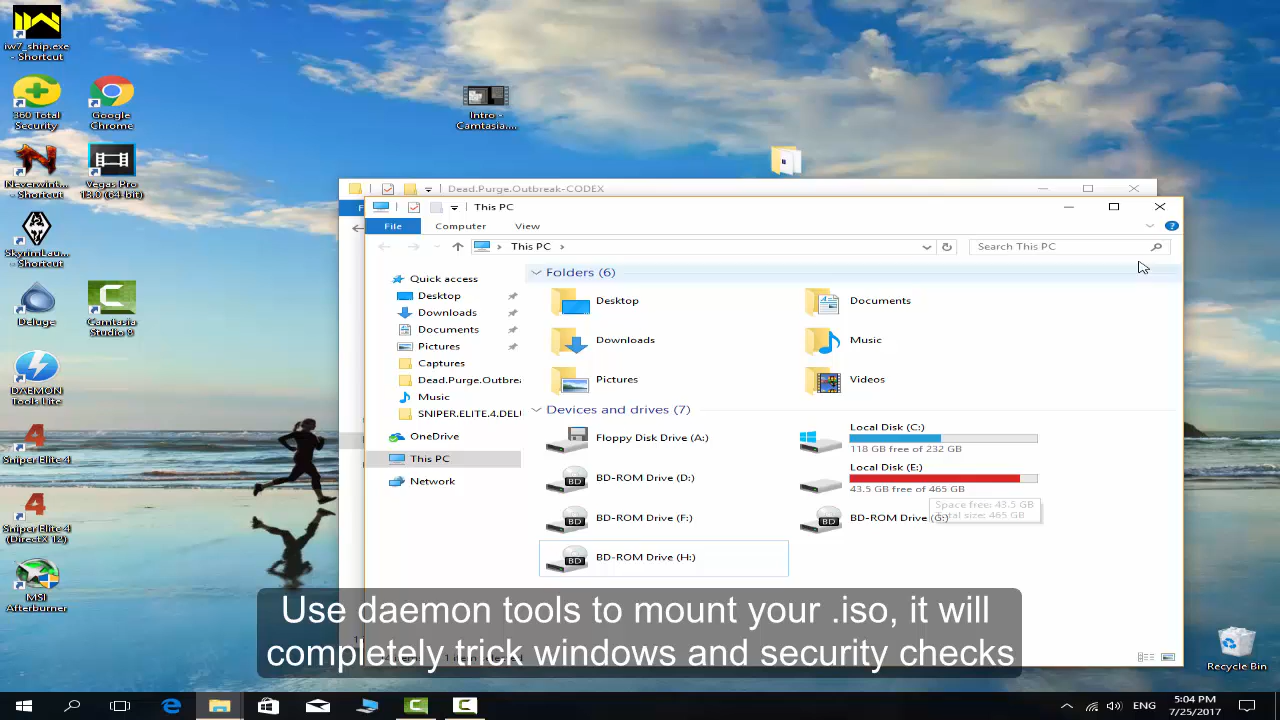 iw7_ship.exe
- Shortcut
360 Total
Security
Google
Chrome
Neverwint...
- Shortcut
Vegas Pro
13.0 (64-bit)
SkyrimLau...
- Shortcut
Deluge
Camtasia
Studio 8
DAEMON
Tools Lite
Sniper Elite 4
Sniper Elite 4
(DirectX 12)
MSI
Afterburner
Intro -
Camtasia....
Dead.Purge.Outbreak-CODEX
This PC
File
Computer
View
This PC
Search This PC
Quick access
Desktop
Downloads
Documents
Pictures
Captures
Dead.Purge.Outbre
Music
SNIPER.ELITE.4.DEL
OneDrive
This PC
Network
Folders (6)
Desktop
Documents
Downloads
Music
Pictures
Videos
Devices and drives (7)
Floppy Disk Drive (A:)
Local Disk (C:)
118 GB free of 232 GB
BD-ROM Drive (D:)
Local Disk (E:)
43.5 GB free of 465 GB
Space free: 43.5 GB
Total size: 465 GB
BD-ROM Drive (F:)
BD-ROM Drive (G:)
BD-ROM Drive (H:)
Use daemon tools to mount your .iso, it will
completely trick windows and security checks
Recycle Bin
ENG
5:04 PM
7/25/2017